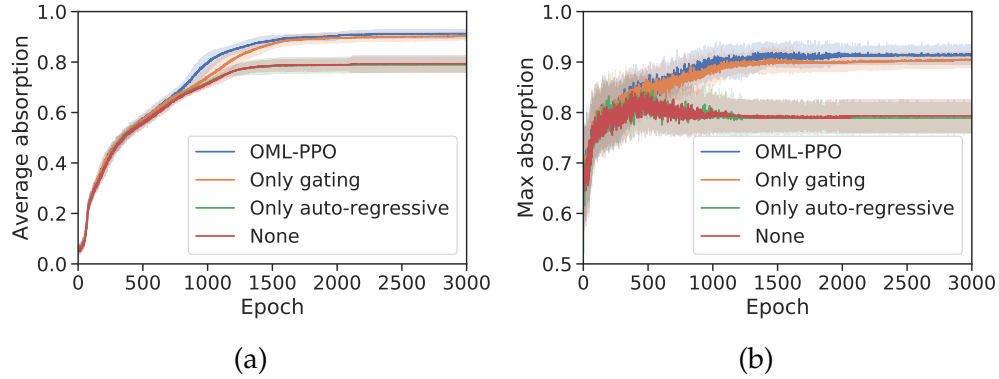 1.0
0.8
0.6
0.4
0.2
0.0
Average absorption
0 500 1000 1500 2000 2500 3000
Epoch
OML-PPO
Only gating
Only auto-regressive
None
(a)
1.0
0.9
0.8
0.7
0.6
0.5
Max absorption
0 500 1000 1500 2000 2500 3000
Epoch
OML-PPO
Only gating
Only auto-regressive
None
(b)